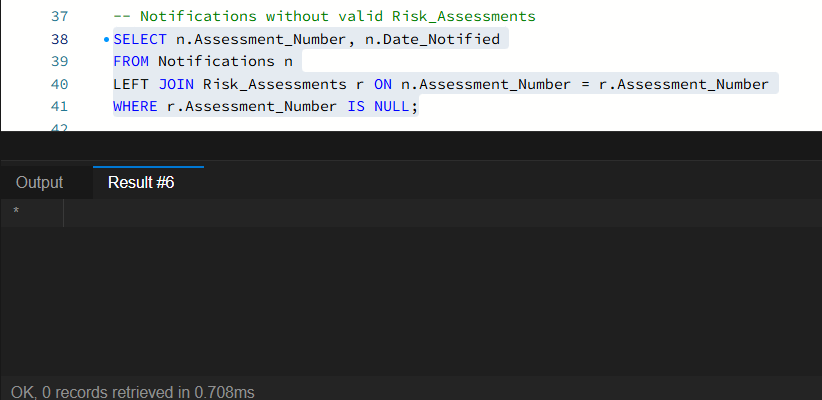 37 -- Notifications without valid Risk_Assessments
38 SELECT n.Assessment_Number, n.Date_Notified
39 FROM Notifications n
40 LEFT JOIN Risk_Assessments r ON n.Assessment_Number = r.Assessment_Number
41 WHERE r.Assessment_Number IS NULL;
42
Output Result #6
*
OK, 0 records retrieved in 0.708ms